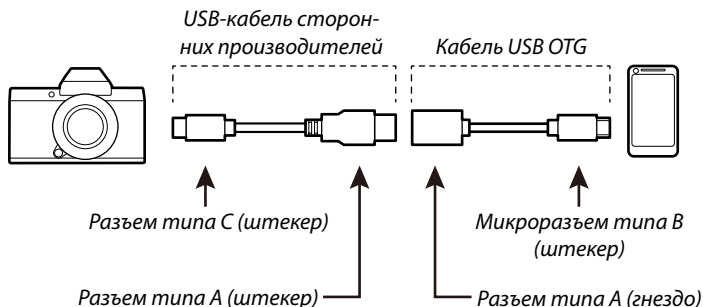 USB-кабель сторон-
них производителей
Кабель USB OTG
Разъем типа C (штекер)
Микроразъем типа B
(штекер)
Разъем типа A (штекер)
Разъем типа A (гнездо)